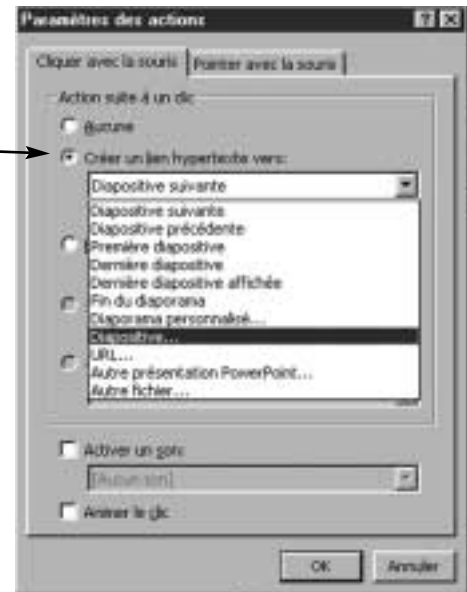 Paramètres des actions
Cliquer avec la souris Pointer avec la souris
Action suite à un clic
Aucune
Créer un lien hypertexte vers:
Diapositive suivante
Diapositive suivante
Diapositive précédente
Première diapositive
Dernière diapositive
Dernière diapositive affichée
Fin du diaporama
Diaporama personnalisé...
Diapositive...
URL...
Autre présentation PowerPoint...
Autre fichier...
Activer un son:
[Aucun son]
Animer le clic
OK Annuler